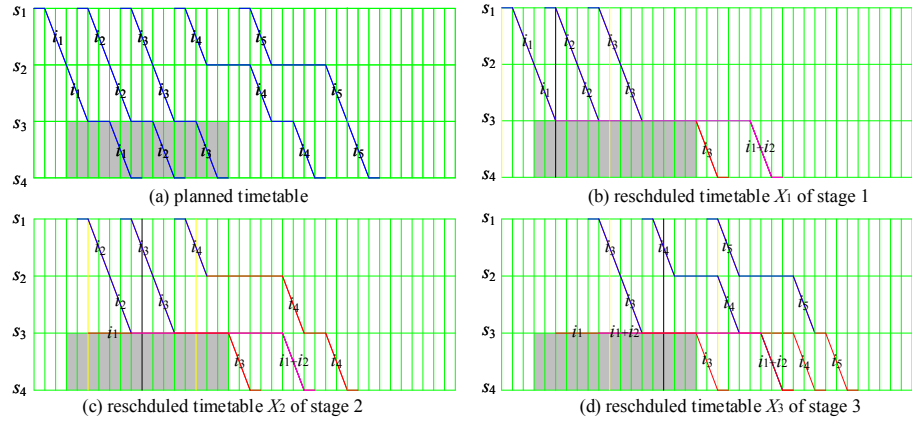 s1 i1 i2 i3 i4 i5
s2 i1 i2 i3 i4 i5
s3 i1 i2 i3 i4 i5
s4
(a) planned timetable
s1 i1 i2 i3
s2 i1 i2 i3
s3 i3 i1+i2
s4
(b) reschduled timetable X1 of stage 1
s1 i2 i3 i4
s2 i2 i3 i4
s3 i1 i3 i1+i2 i4
s4
(c) reschduled timetable X2 of stage 2
s1 i3 i4 i5
s2 i3 i4 i5
s3 i1 i1+i2 i3 i1+i2 i4 i5
s4
(d) reschduled timetable X3 of stage 3